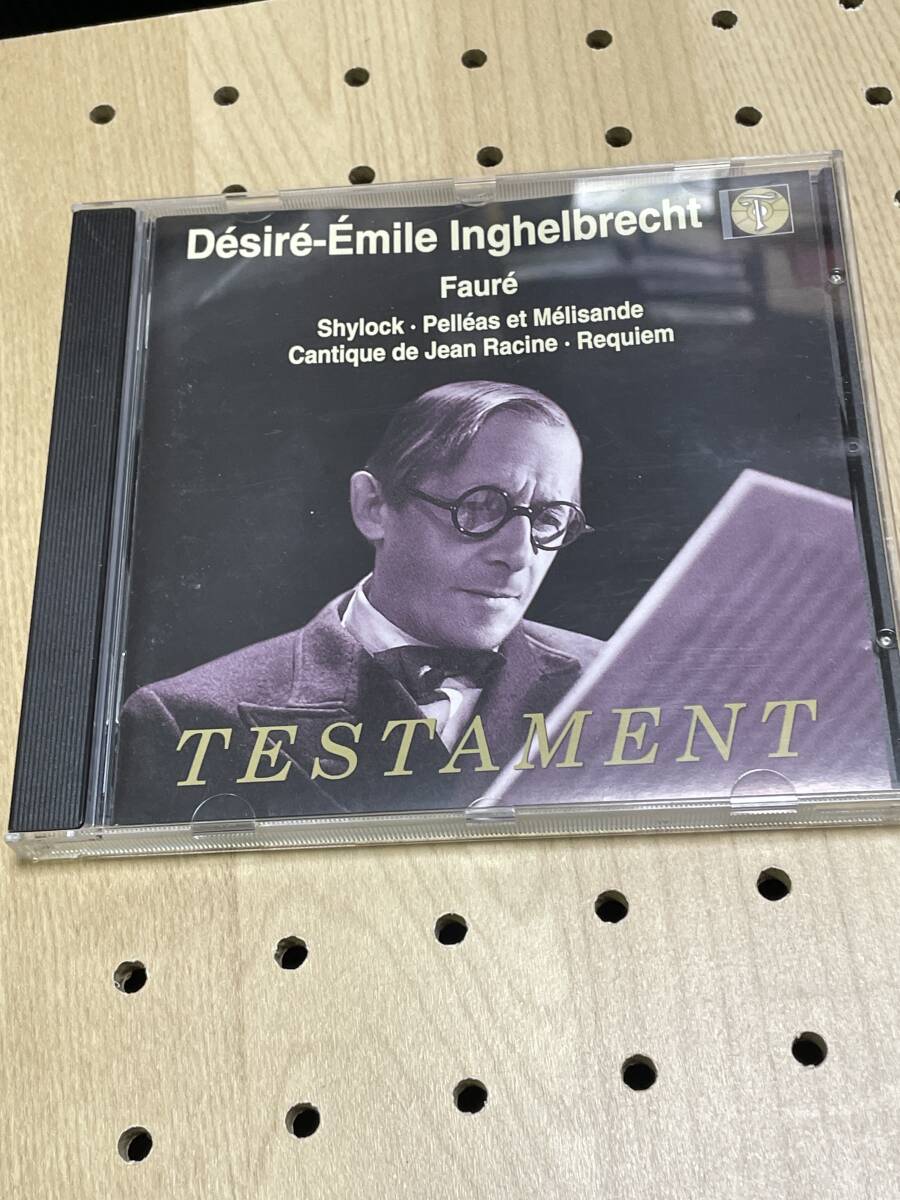 Désiré-Émile Inghelbrecht
Fauré
Shylock · Pelléas et Mélisande
Cantique de Jean Racine · Requiem
TESTAMENT